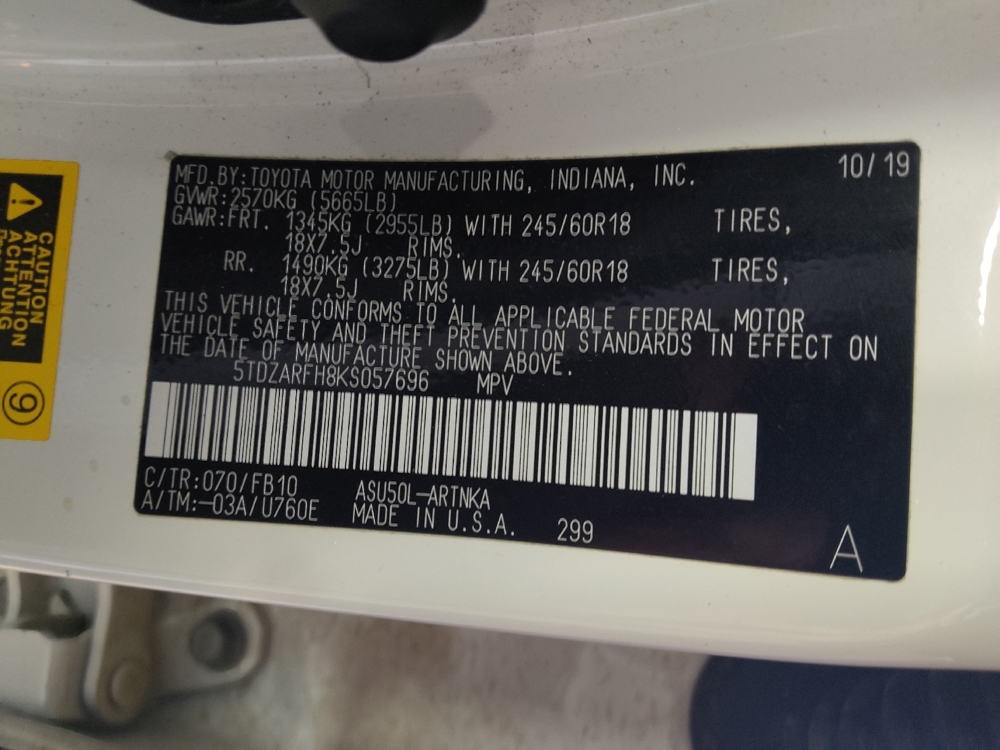 MFD.BY:TOYOTA MOTOR MANUFACTURING, INDIANA, INC. 10/19
GVWR:2570KG (5665LB)
GAWR:FRT. 1345KG (2955LB) WITH 245/60R18 TIRES,
18X7.5J RIMS.
RR. 1490KG (3275LB) WITH 245/60R18 TIRES,
18X7.5J RIMS.
THIS VEHICLE CONFORMS TO ALL APPLICABLE FEDERAL MOTOR
VEHICLE SAFETY AND THEFT PREVENTION STANDARDS IN EFFECT ON
THE DATE OF MANUFACTURE SHOWN ABOVE.
5TDZARFH8KS057696 MPV
C/TR:070/FB10 ASU50L-ARTNKA
A/TM:-03A/U760E MADE IN U.S.A. 299
A
CAUTION
ATTENTION
ACHTUNG
9